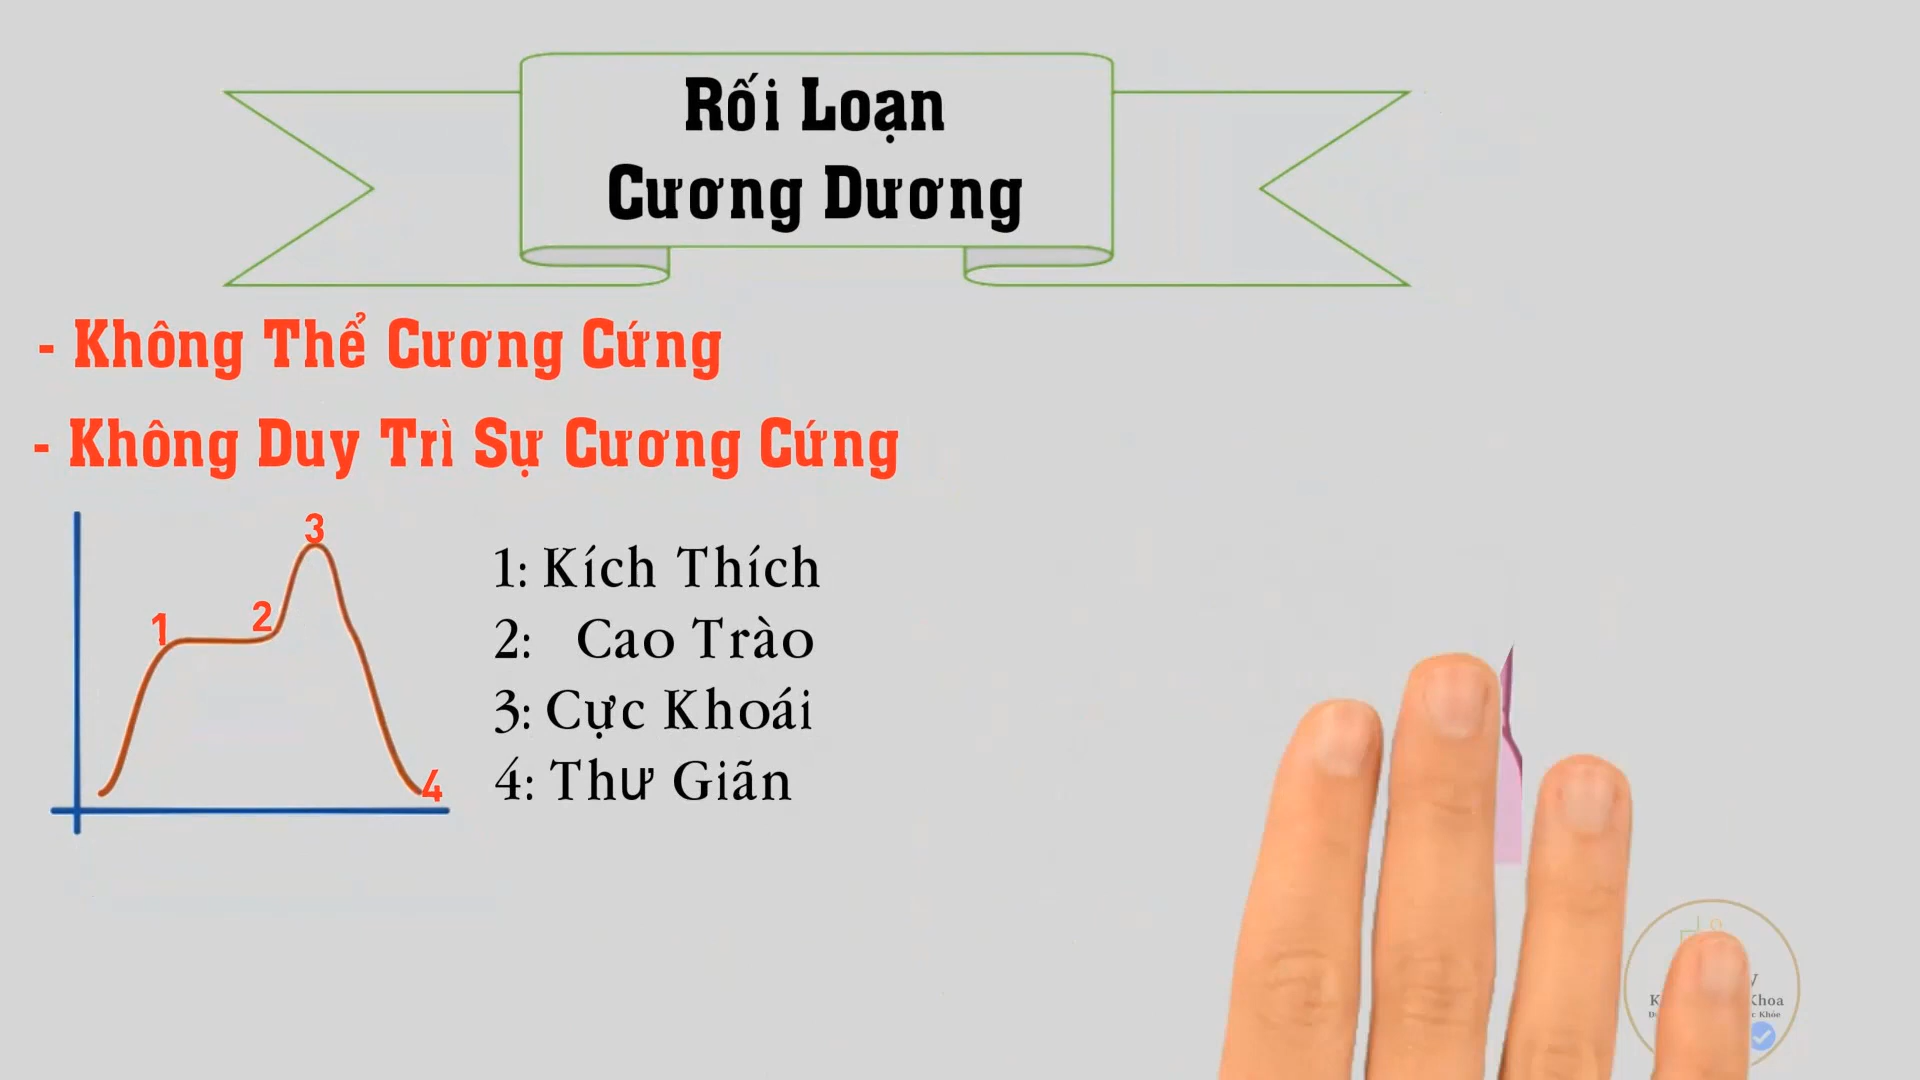 Rối Loạn
Cương Dương
- Không Thể Cương Cứng
- Không Duy Trì Sự Cương Cứng
3
1
2
4
1: Kích Thích
2: Cao Trào
3: Cực Khoái
4: Thư Giãn